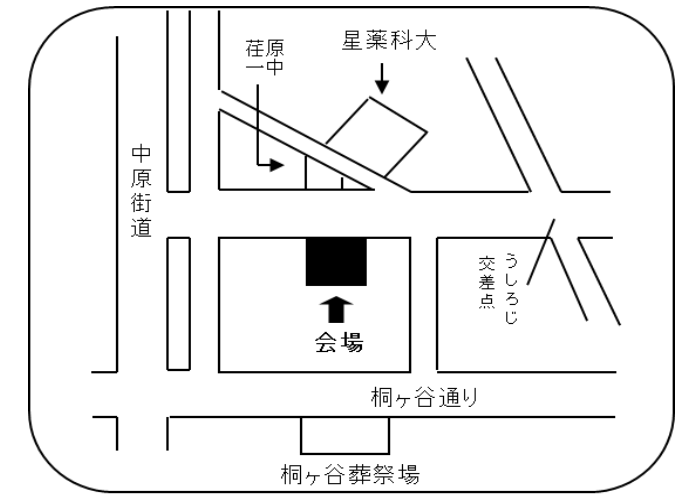 荏原
一中
星薬科大
中原街道
うしろじ
交差点
会場
桐ヶ谷通り
桐ヶ谷葬祭場